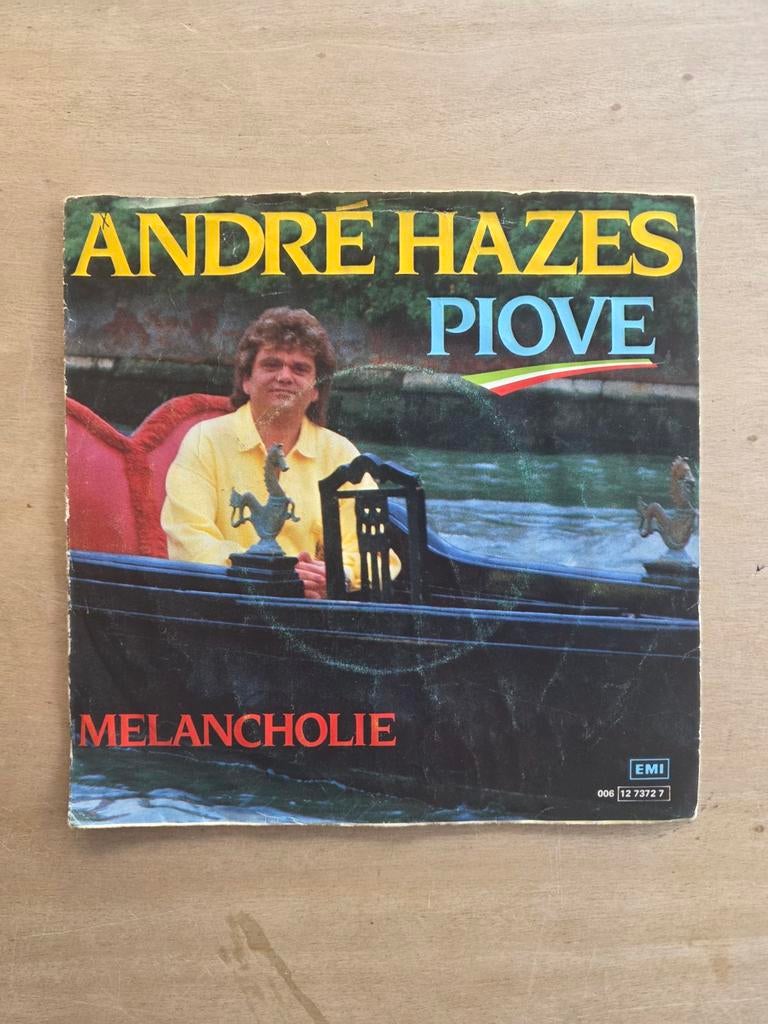 ANDRÉ HAZES
PIOVE
MELANCHOLIE
EMI
006 12 7372 7